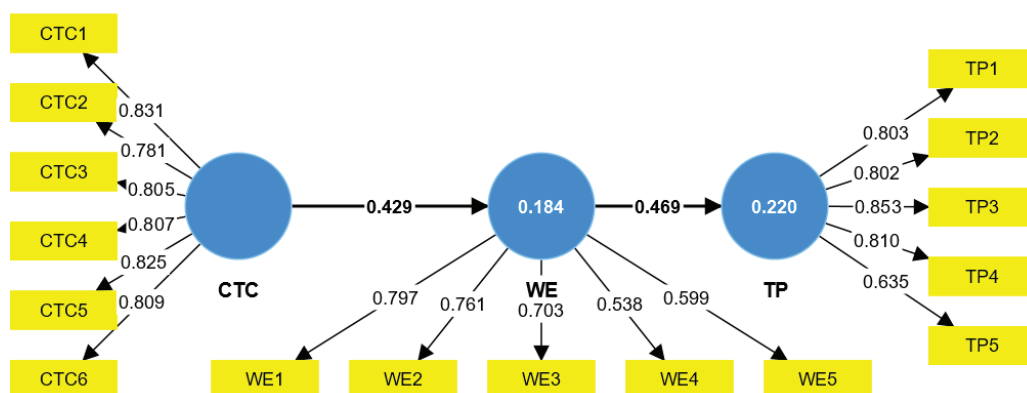 CTC1
CTC2
CTC3
CTC4
CTC5
CTC6
0.831
0.781
0.805
0.807
0.825
0.809
CTC
0.429
0.184
WE
0.797
0.761
0.703
0.538
0.599
WE1
WE2
WE3
WE4
WE5
0.469
0.220
TP
0.803
0.802
0.853
0.810
0.635
TP1
TP2
TP3
TP4
TP5